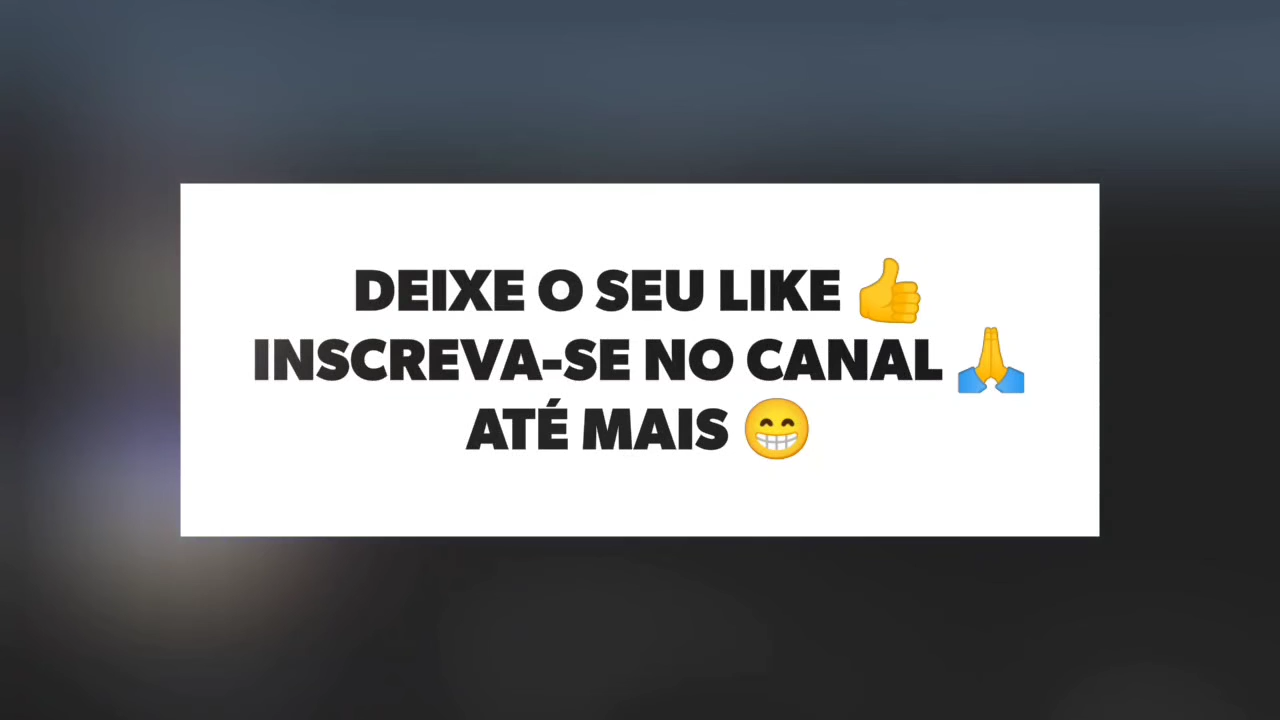 DEIXE O SEU LIKE 👍
INSCREVA-SE NO CANAL 🙏
ATÉ MAIS 😁